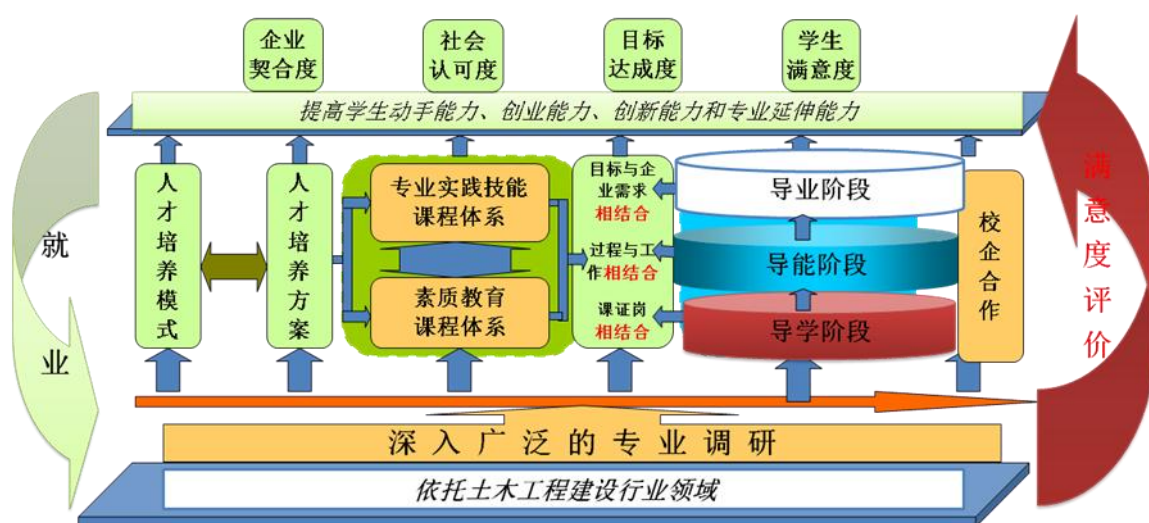 企业
契合度
社会
认可度
目标
达成度
学生
满意度
提高学生动手能力、创业能力、创新能力和专业延伸能力
就
业
人才培养模式
人才培养方案
专业实践技能
课程体系
素质教育
课程体系
目标与企
业需求
相结合
过程与工
作相结合
课证岗
相结合
导业阶段
导能阶段
导学阶段
校企合作
满意度评价
深入广泛的专业调研
依托土木工程建设行业领域